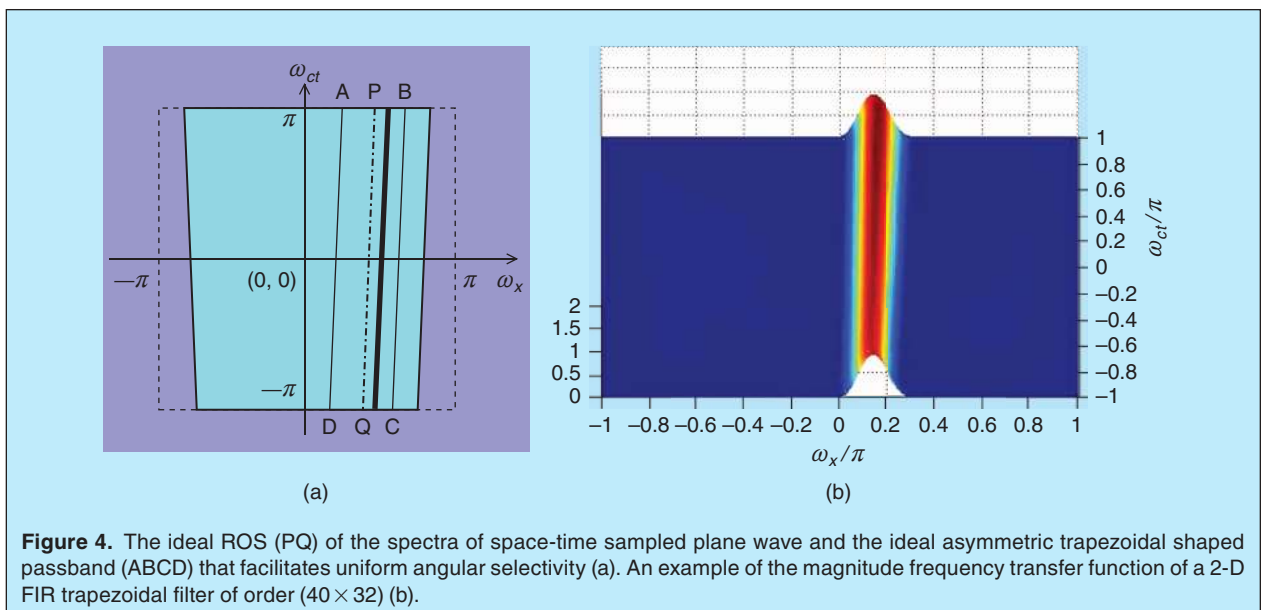 ω_ct
A P B
π
—π (0, 0) π ω_x
—π
D Q C
(a)
1
0.8
0.6
0.4
0.2
0
–0.2
–0.4
–0.6
–0.8
–1
ω_ct/π
2
1.5
1
0.5
0
–1 –0.8 –0.6 –0.4 –0.2 0 0.2 0.4 0.6 0.8 1
ω_x/π
(b)
Figure 4. The ideal ROS (PQ) of the spectra of space-time sampled plane wave and the ideal asymmetric trapezoidal shaped
passband (ABCD) that facilitates uniform angular selectivity (a). An example of the magnitude frequency transfer function of a 2-D
FIR trapezoidal filter of order (40 × 32) (b).